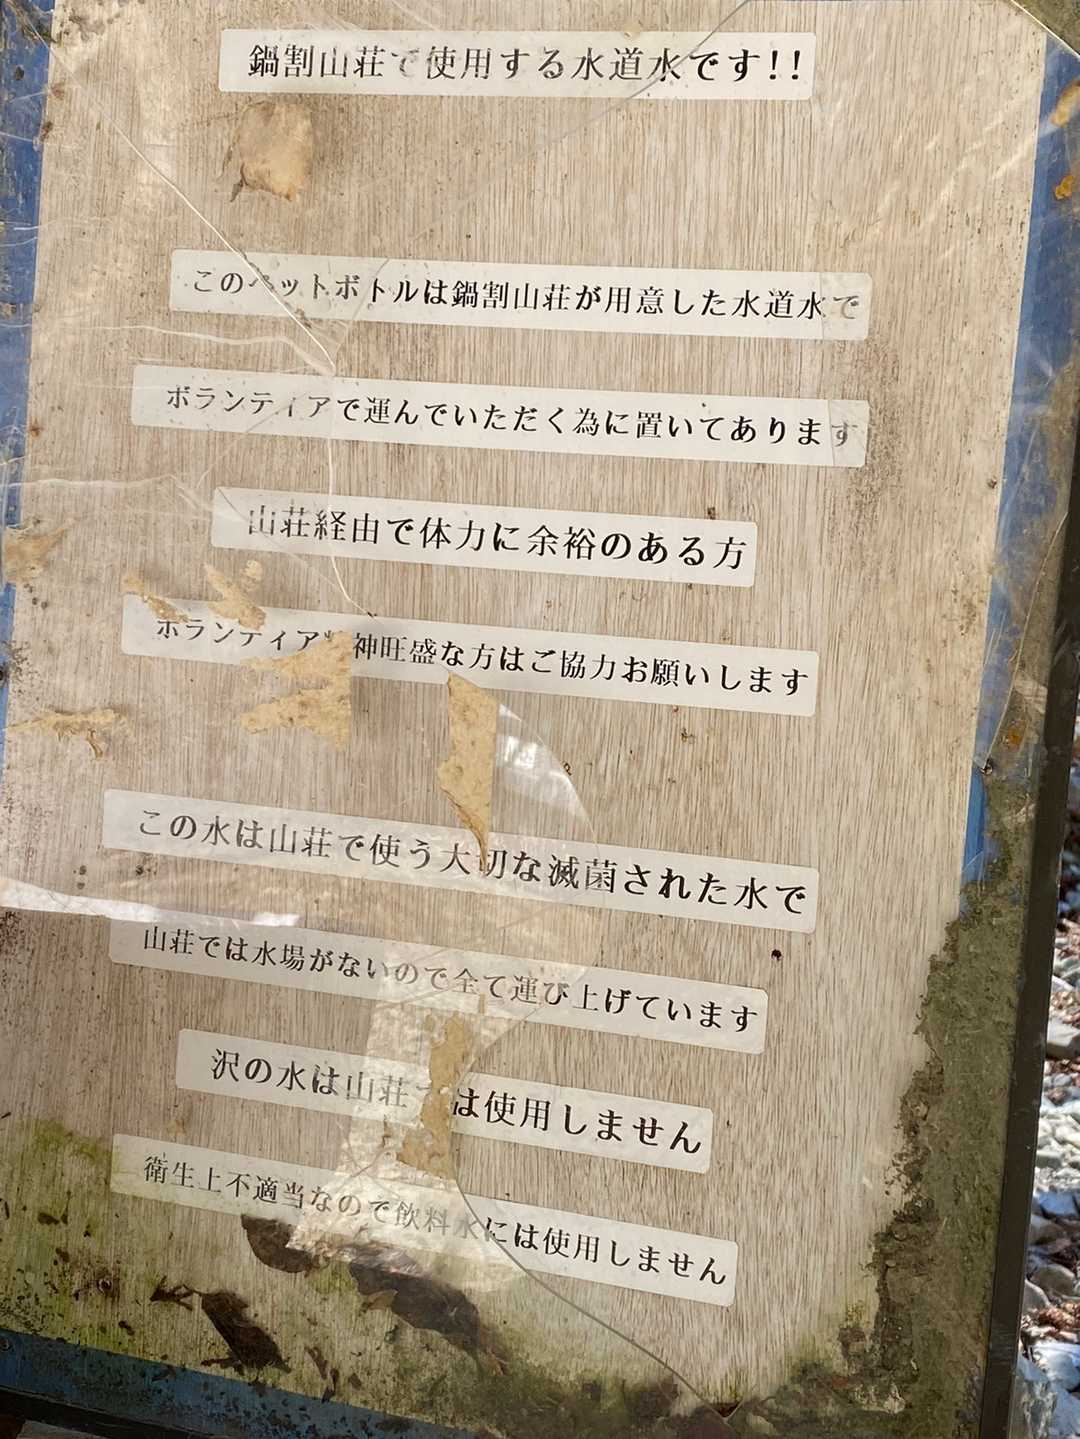 鍋割山荘で使用する水道水です!!
このペットボトルは鍋割山荘が用意した水道水で
ボランティアで運んでいただく為に置いてあります
山荘経由で体力に余裕のある方
ボランティア精神旺盛な方はご協力お願いします
この水は山荘で使う大切な滅菌された水で
山荘では水場がないので全て運び上げています
沢の水は山荘では使用しません
衛生上不適当なので飲料水には使用しません